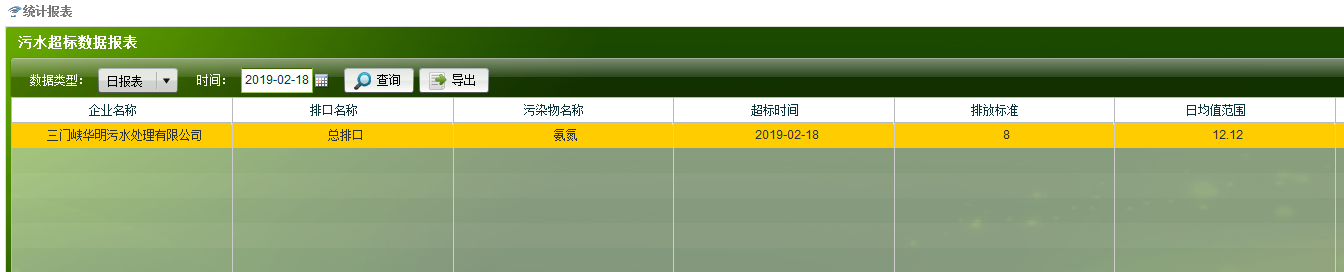 统计报表
污水超标数据报表
数据类型： 日报表 时间： 2019-02-18 查询 导出
企业名称 排口名称 污染物名称 超标时间 排放标准 日均值范围
三门峡华明污水处理有限公司 总排口 氨氮 2019-02-18 8 12.12